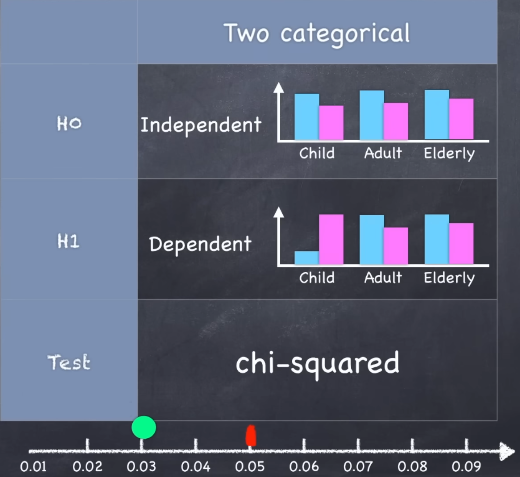 Two categorical
H0
Independent
Child Adult Elderly
H1
Dependent
Child Adult Elderly
Test
chi-squared
0.01 0.02 0.03 0.04 0.05 0.06 0.07 0.08 0.09